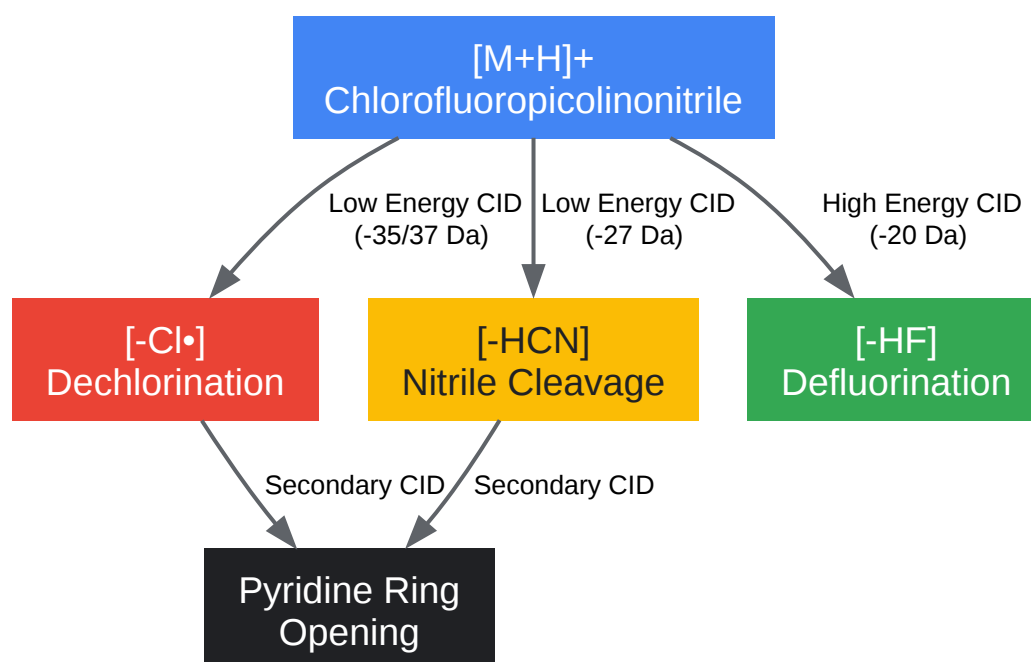 [M+H]+
Chlorofluoropicolinonitrile
Low Energy CID
(-35/37 Da)
Low Energy CID
(-27 Da)
High Energy CID
(-20 Da)
[-Cl•]
Dechlorination
[-HCN]
Nitrile Cleavage
[-HF]
Defluorination
Secondary CID
Secondary CID
Pyridine Ring
Opening